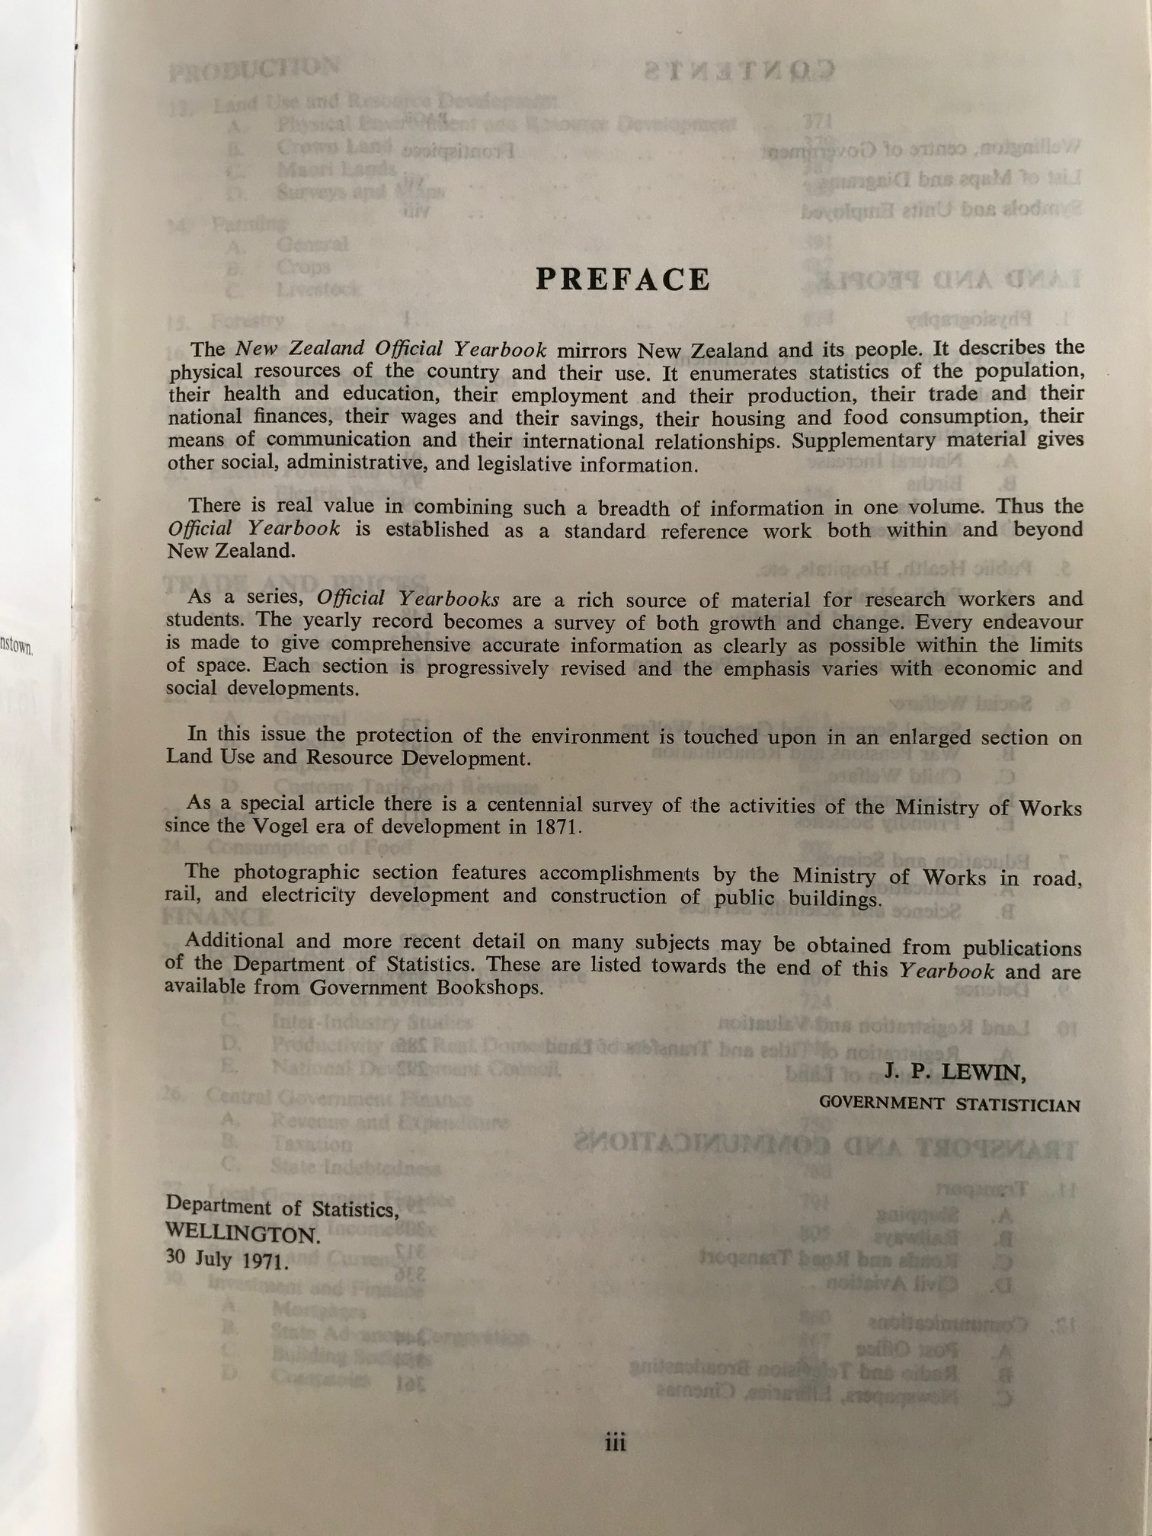 PREFACE
The New Zealand Official Yearbook mirrors New Zealand and its people. It describes the
physical resources of the country and their use. It enumerates statistics of the population,
their health and education, their employment and their production, their trade and their
national finances, their wages and their savings, their housing and food consumption, their
means of communication and their international relationships. Supplementary material gives
other social, administrative, and legislative information.
There is real value in combining such a breadth of information in one volume. Thus the
Official Yearbook is established as a standard reference work both within and beyond
New Zealand.
As a series, Official Yearbooks are a rich source of material for research workers and
students. The yearly record becomes a survey of both growth and change. Every endeavour
is made to give comprehensive accurate information as clearly as possible within the limits
of space. Each section is progressively revised and the emphasis varies with economic and
social developments.
In this issue the protection of the environment is touched upon in an enlarged section on
Land Use and Resource Development.
As a special article there is a centennial survey of the activities of the Ministry of Works
since the Vogel era of development in 1871.
The photographic section features accomplishments by the Ministry of Works in road,
rail, and electricity development and construction of public buildings.
Additional and more recent detail on many subjects may be obtained from publications
of the Department of Statistics. These are listed towards the end of this Yearbook and are
available from Government Bookshops.
J. P. LEWIN,
GOVERNMENT STATISTICIAN
Department of Statistics,
WELLINGTON.
30 July 1971.
iii